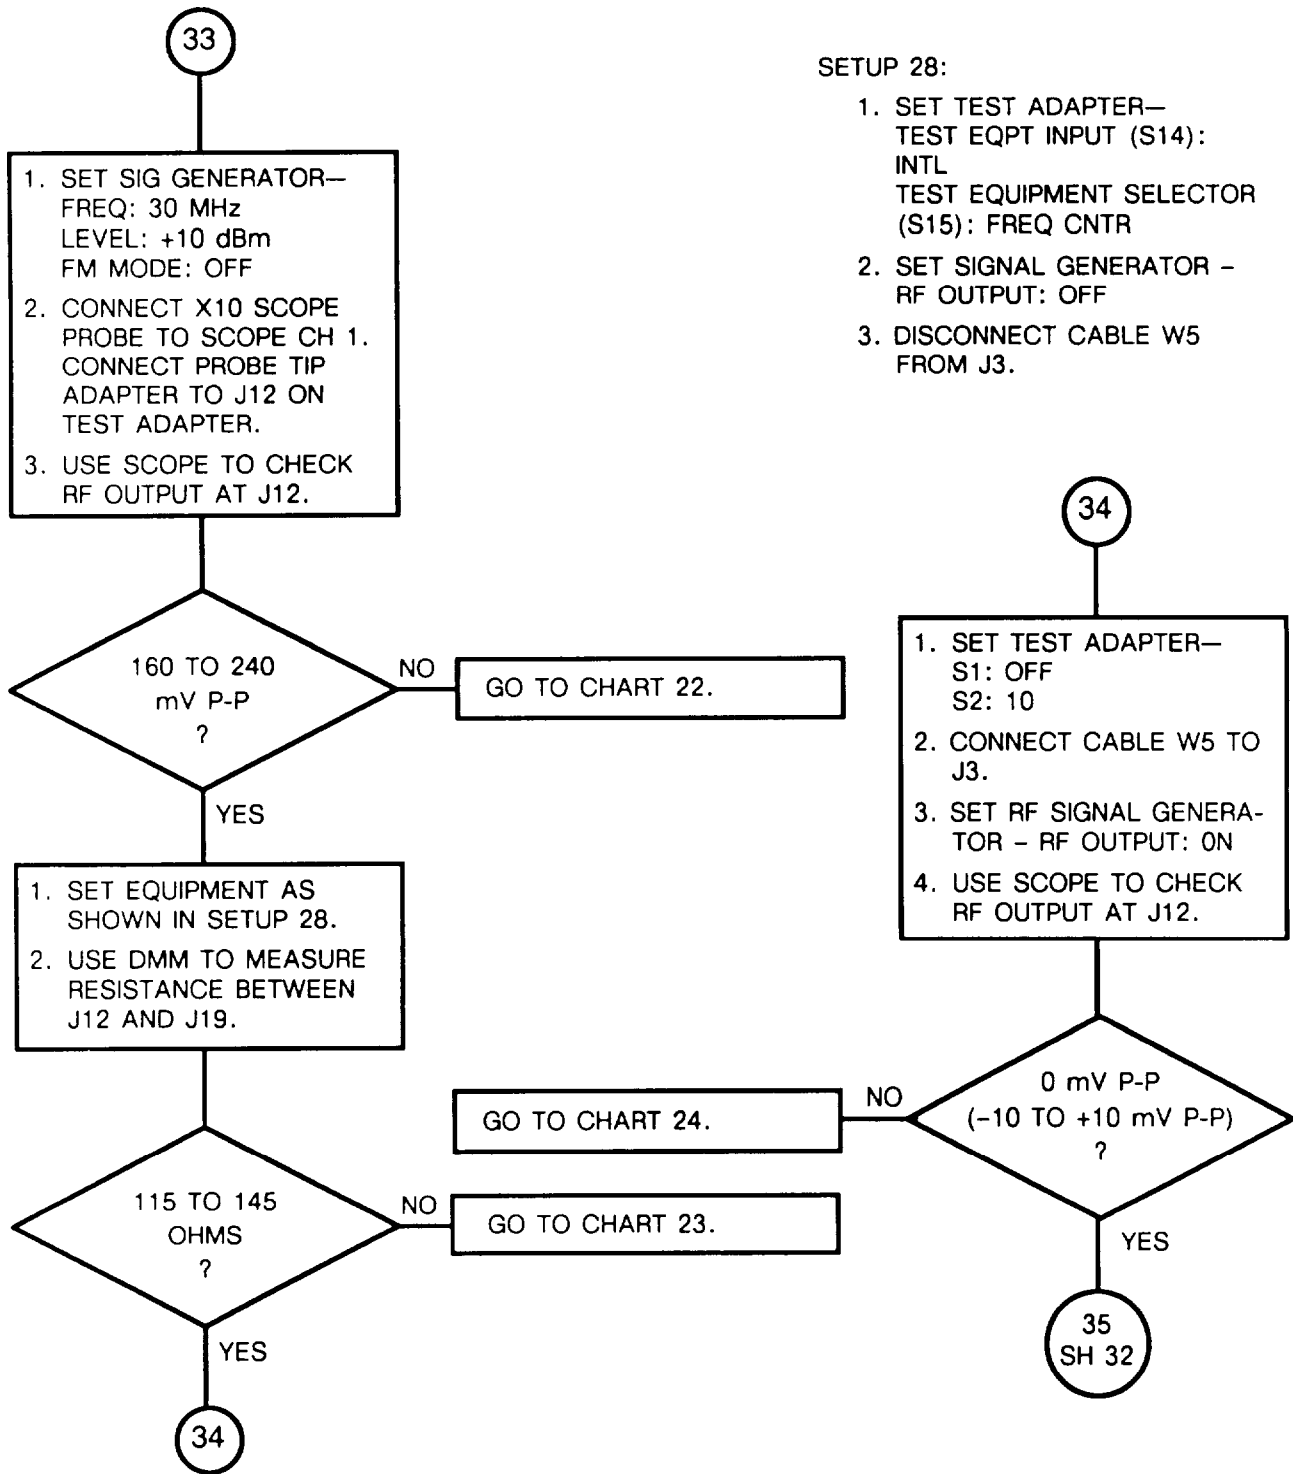 33
1. SET SIG GENERATOR—
FREQ: 30 MHz
LEVEL: +10 dBm
FM MODE: OFF
2. CONNECT X10 SCOPE
PROBE TO SCOPE CH 1.
CONNECT PROBE TIP
ADAPTER TO J12 ON
TEST ADAPTER.
3. USE SCOPE TO CHECK
RF OUTPUT AT J12.
160 TO 240
mV P-P
?
NO
GO TO CHART 22.
YES
1. SET EQUIPMENT AS
SHOWN IN SETUP 28.
2. USE DMM TO MEASURE
RESISTANCE BETWEEN
J12 AND J19.
115 TO 145
OHMS
?
NO
GO TO CHART 23.
YES
34
SETUP 28:
1. SET TEST ADAPTER—
TEST EQPT INPUT (S14):
INTL
TEST EQUIPMENT SELECTOR
(S15): FREQ CNTR
2. SET SIGNAL GENERATOR –
RF OUTPUT: OFF
3. DISCONNECT CABLE W5
FROM J3.
34
1. SET TEST ADAPTER—
S1: OFF
S2: 10
2. CONNECT CABLE W5 TO
J3.
3. SET RF SIGNAL GENERA-
TOR – RF OUTPUT: 0N
4. USE SCOPE TO CHECK
RF OUTPUT AT J12.
0 mV P-P
(–10 TO +10 mV P-P)
?
NO
GO TO CHART 24.
YES
35
SH 32